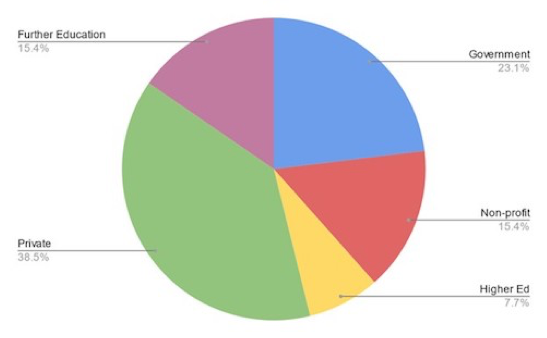 Further Education
15.4%
Government
23.1%
Non-profit
15.4%
Private
38.5%
Higher Ed
7.7%